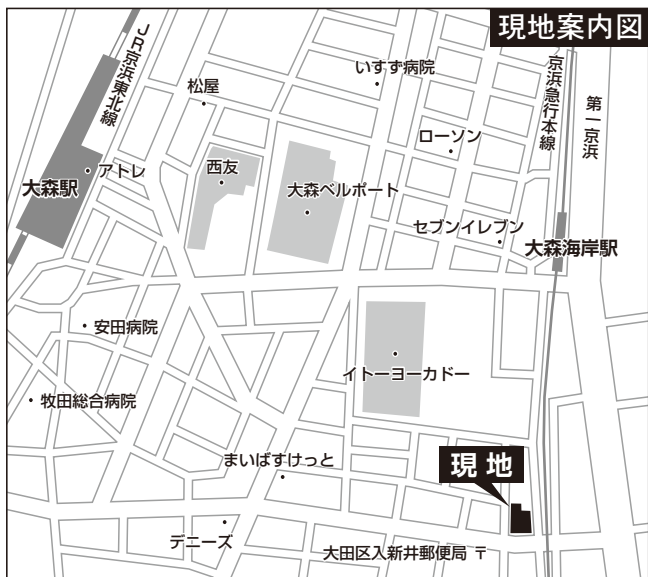 現地案内図
JR京浜東北線
いすゞ病院
松屋
京浜急行本線
第一京浜
ローソン
アトレ
西友
大森駅
大森ベルポート
セブンイレブン
大森海岸駅
安田病院
イトーヨーカドー
牧田総合病院
まいばすけっと
現地
デニーズ
大田区入新井郵便局 〒